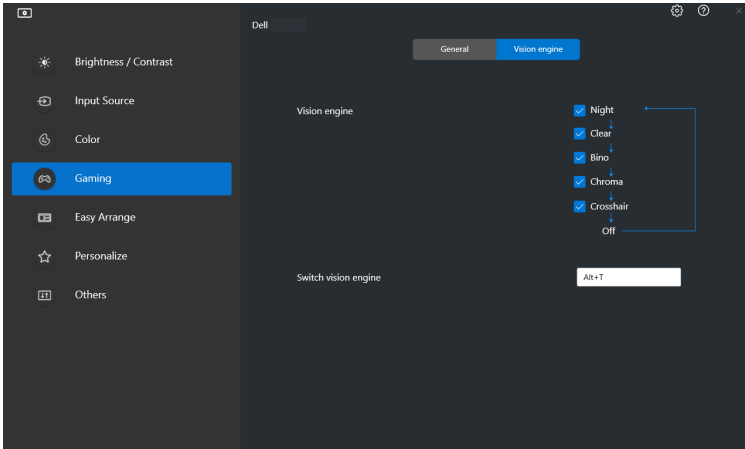 Dell
General
Vision engine
Brightness / Contrast
Input Source
Color
Gaming
Easy Arrange
Personalize
Others
Vision engine
Night
Clear
Bino
Chroma
Crosshair
Off
Switch vision engine
Alt+T